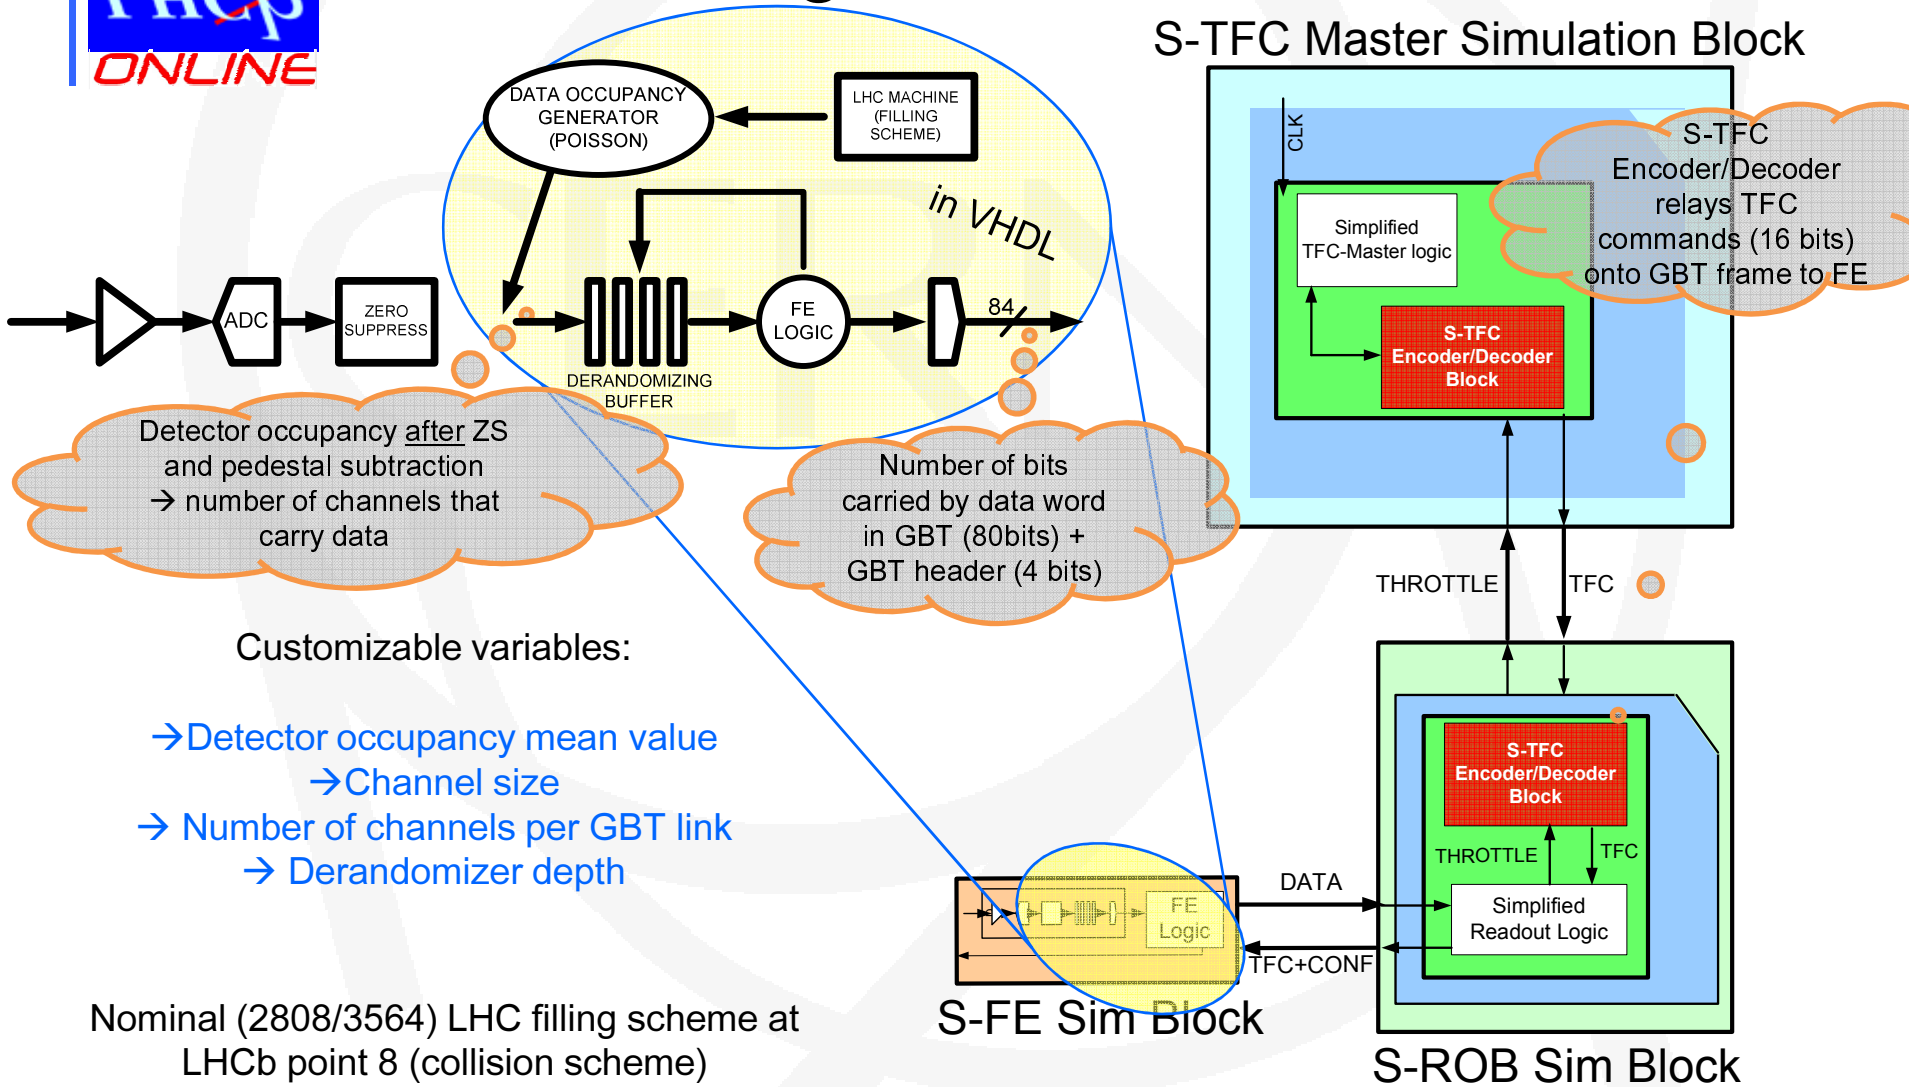 LHCb
ONLINE
S-TFC Master Simulation Block
DATA OCCUPANCY
GENERATOR
(POISSON)
LHC MACHINE
(FILLING
SCHEME)
in VHDL
CLK
Simplified
TFC-Master logic
S-TFC
Encoder/Decoder
Block
S-TFC
Encoder/Decoder
relays TFC
commands (16 bits)
onto GBT frame to FE
ADC
ZERO
SUPPRESS
DERANDOMIZING
BUFFER
FE
LOGIC
84
Detector occupancy after ZS
and pedestal subtraction
→ number of channels that
carry data
Number of bits
carried by data word
in GBT (80bits) +
GBT header (4 bits)
THROTTLE
TFC
Customizable variables:
→Detector occupancy mean value
→Channel size
→ Number of channels per GBT link
→ Derandomizer depth
S-TFC
Encoder/Decoder
Block
THROTTLE
TFC
Simplified
Readout Logic
DATA
TFC+CONF
FE
Logic
S-FE Sim Block
S-ROB Sim Block
Nominal (2808/3564) LHC filling scheme at
LHCb point 8 (collision scheme)